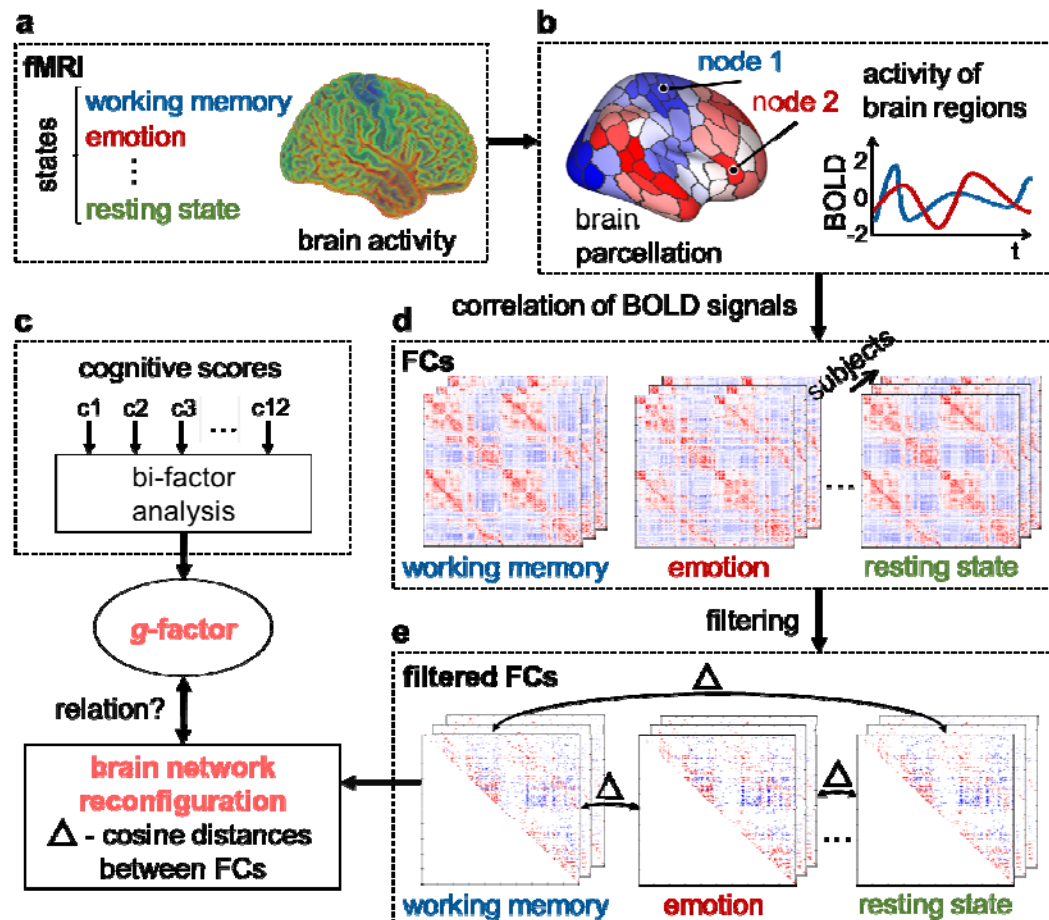 a
fMRI
states
working memory
emotion
⋮
resting state
brain activity
b
node 1
node 2
activity of
brain regions
BOLD
2
0
-2
t
brain
parcellation
correlation of BOLD signals
c
cognitive scores
c1 c2 c3 ... c12
bi-factor
analysis
g-factor
relation?
brain network
reconfiguration
Δ - cosine distances
between FCs
d
FCs
subjects
...
working memory emotion resting state
filtering
e
filtered FCs
Δ
Δ
Δ
...
working memory emotion resting state